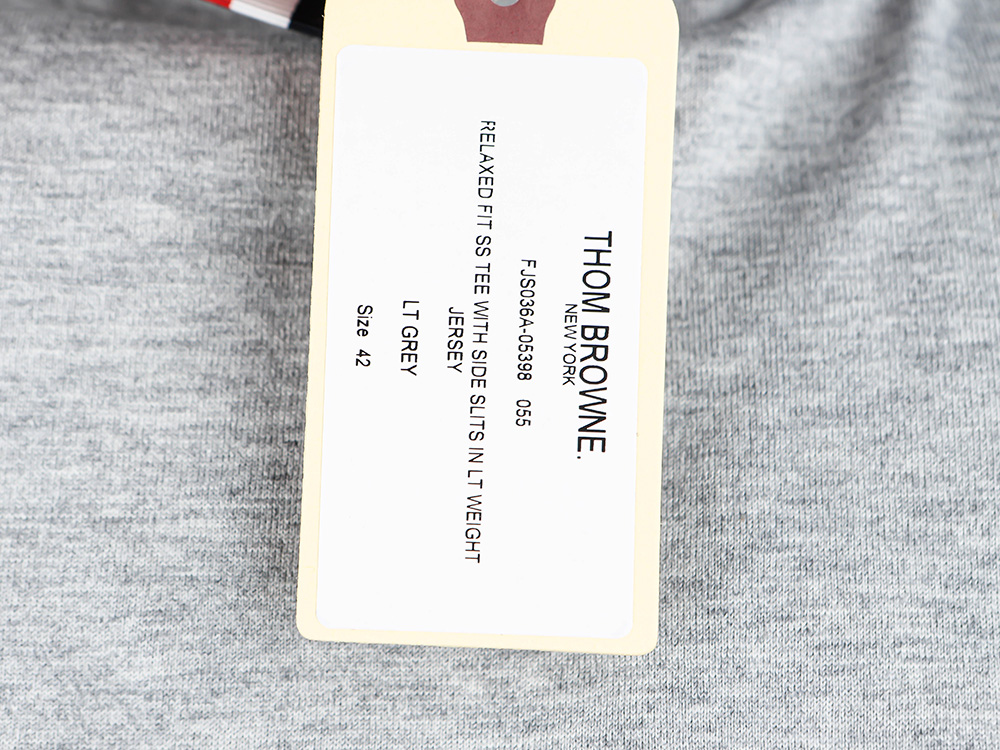 THOM BROWNE.
NEW YORK
FJS036A-05398 055
RELAXED FIT SS TEE WITH SIDE SLITS IN LT WEIGHT
JERSEY
LT GREY
Size 42